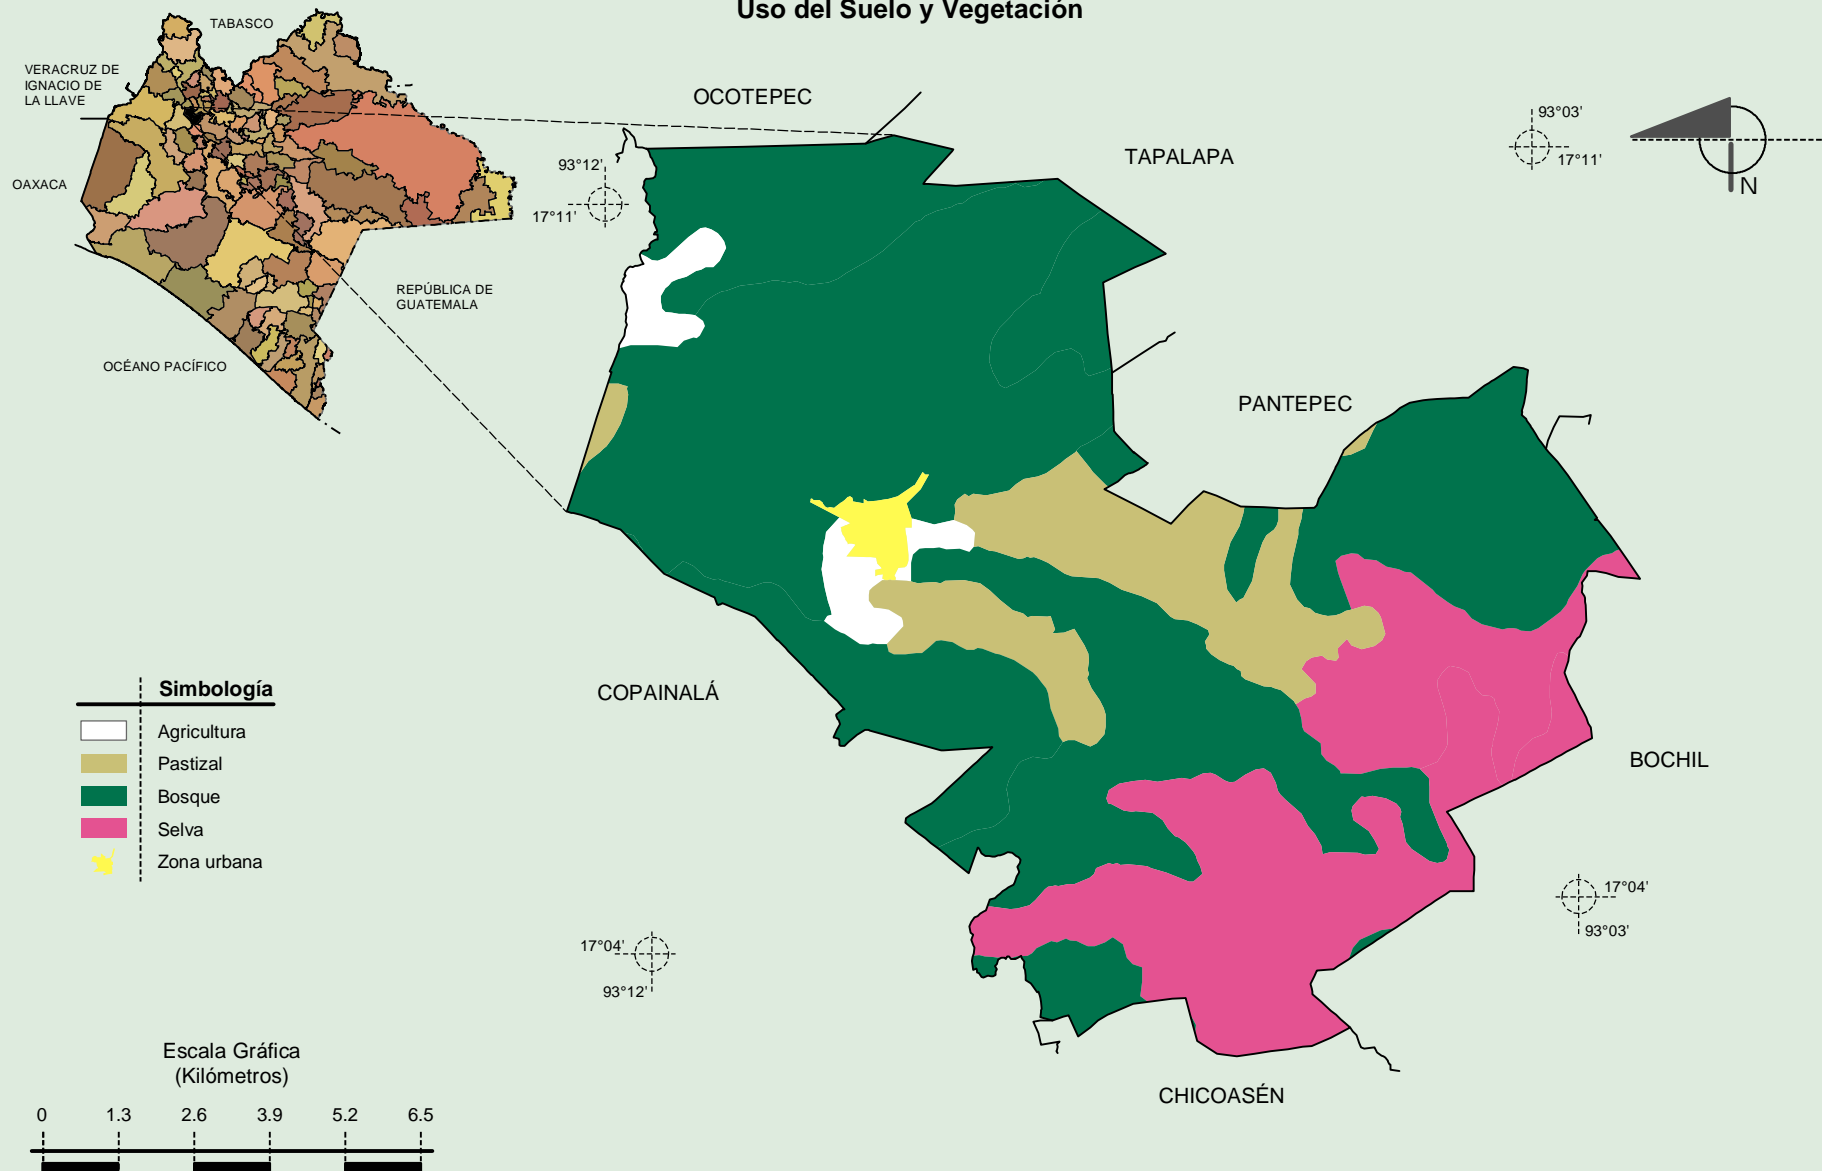 Uso del Suelo y Vegetación
TABASCO
VERACRUZ DE
IGNACIO DE
LA LLAVE
OAXACA
REPÚBLICA DE
GUATEMALA
OCÉANO PACÍFICO
OCOTEPEC
TAPALAPA
93°03'
17°11'
N
93°12'
17°11'
PANTEPEC
COPAINALÁ
BOCHIL
Simbología
Agricultura
Pastizal
Bosque
Selva
Zona urbana
17°04'
93°03'
17°04'
93°12'
CHICOASÉN
Escala Gráfica
(Kilómetros)
0 1.3 2.6 3.9 5.2 6.5